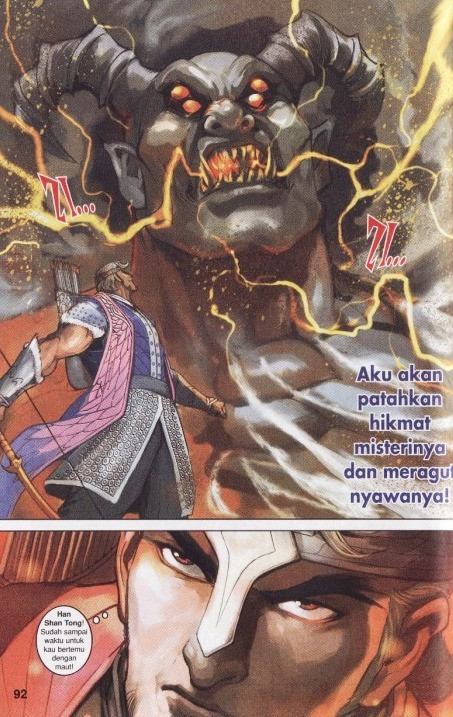 ZI...
ZI...
Aku akan
patahkan
hikmat
misterinya
dan meragut
nyawanya!
Han
Shan Tong!
Sudah sampai
waktu untuk
kau bertemu
dengan
maut!
92